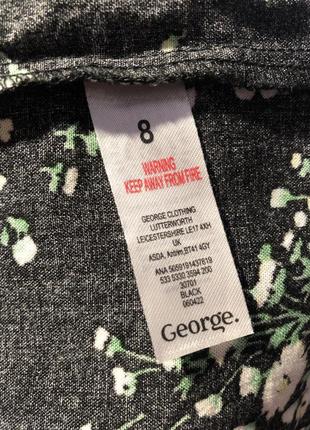 8
WARNING
KEEP AWAY FROM FIRE
GEORGE CLOTHING
LUTTERWORTH
LEICESTERSHIRE LE17 4XH
UK
ASDA, Antrim.BT41 4GY
ANA 5059191437619
533 5330 3594 200
30701
BLACK
060422
George.